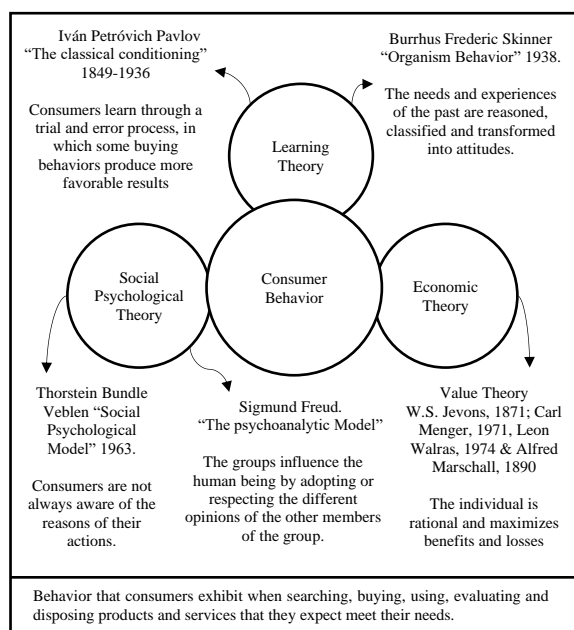 Iván Petróvich Pavlov
“The classical conditioning”
1849-1936
Consumers learn through a
trial and error process, in
which some buying
behaviors produce more
favorable results
Burrhus Frederic Skinner
“Organism Behavior” 1938.
The needs and experiences
of the past are reasoned,
classified and transformed
into attitudes.
Learning
Theory
Social
Psychological
Theory
Consumer
Behavior
Economic
Theory
Thorstein Bundle
Veblen “Social
Psychological
Model” 1963.
Consumers are not
always aware of the
reasons of their
actions.
Sigmund Freud.
“The psychoanalytic Model”
The groups influence the
human being by adopting or
respecting the different
opinions of the other members
of the group.
Value Theory
W.S. Jevons, 1871; Carl
Menger, 1971, Leon
Walras, 1974 & Alfred
Marschall, 1890
The individual is
rational and maximizes
benefits and losses
Behavior that consumers exhibit when searching, buying, using, evaluating and
disposing products and services that they expect meet their needs.